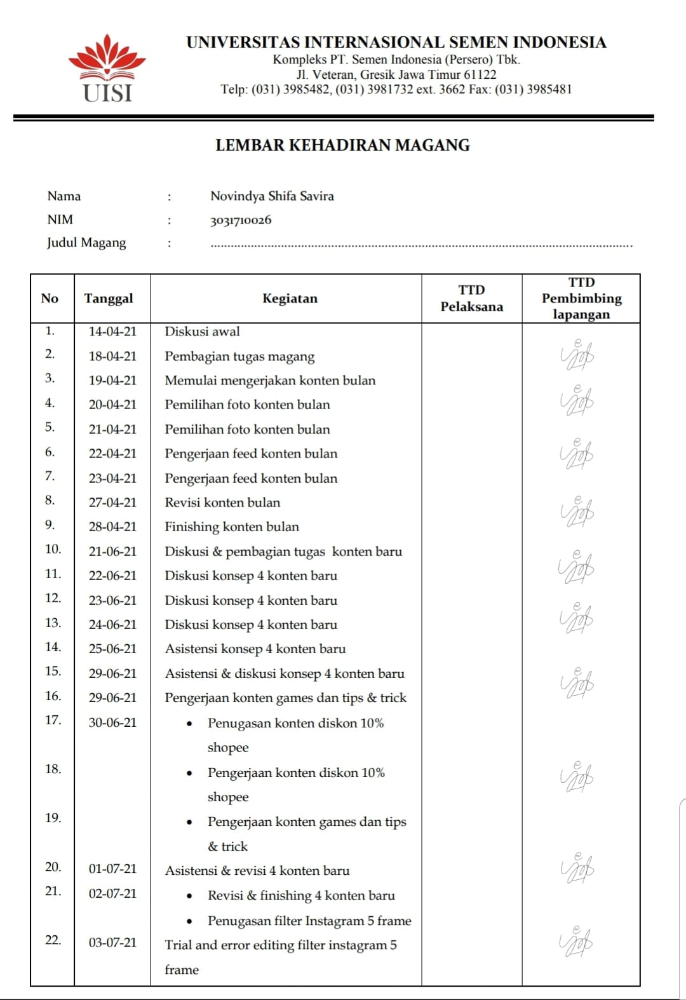 UISI
UNIVERSITAS INTERNASIONAL SEMEN INDONESIA
Kompleks PT. Semen Indonesia (Persero) Tbk.
Jl. Veteran, Gresik Jawa Timur 61122
Telp: (031) 3985482, (031) 3981732 ext. 3662 Fax: (031) 3985481
LEMBAR KEHADIRAN MAGANG
Nama : Novindya Shifa Savira
NIM : 3031710026
Judul Magang : ...............................................................................................................................
No Tanggal Kegiatan TTD Pelaksana TTD Pembimbing lapangan
1. 14-04-21 Diskusi awal
2. 18-04-21 Pembagian tugas magang
3. 19-04-21 Memulai mengerjakan konten bulan
4. 20-04-21 Pemilihan foto konten bulan
5. 21-04-21 Pemilihan foto konten bulan
6. 22-04-21 Pengerjaan feed konten bulan
7. 23-04-21 Pengerjaan feed konten bulan
8. 27-04-21 Revisi konten bulan
9. 28-04-21 Finishing konten bulan
10. 21-06-21 Diskusi & pembagian tugas konten baru
11. 22-06-21 Diskusi konsep 4 konten baru
12. 23-06-21 Diskusi konsep 4 konten baru
13. 24-06-21 Diskusi konsep 4 konten baru
14. 25-06-21 Asistensi konsep 4 konten baru
15. 29-06-21 Asistensi & diskusi konsep 4 konten baru
16. 29-06-21 Pengerjaan konten games dan tips & trick
17. 30-06-21 • Penugasan konten diskon 10%
shopee
18. • Pengerjaan konten diskon 10%
shopee
19. • Pengerjaan konten games dan tips
& trick
20. 01-07-21 Asistensi & revisi 4 konten baru
21. 02-07-21 • Revisi & finishing 4 konten baru
• Penugasan filter Instagram 5 frame
22. 03-07-21 Trial and error editing filter instagram 5
frame